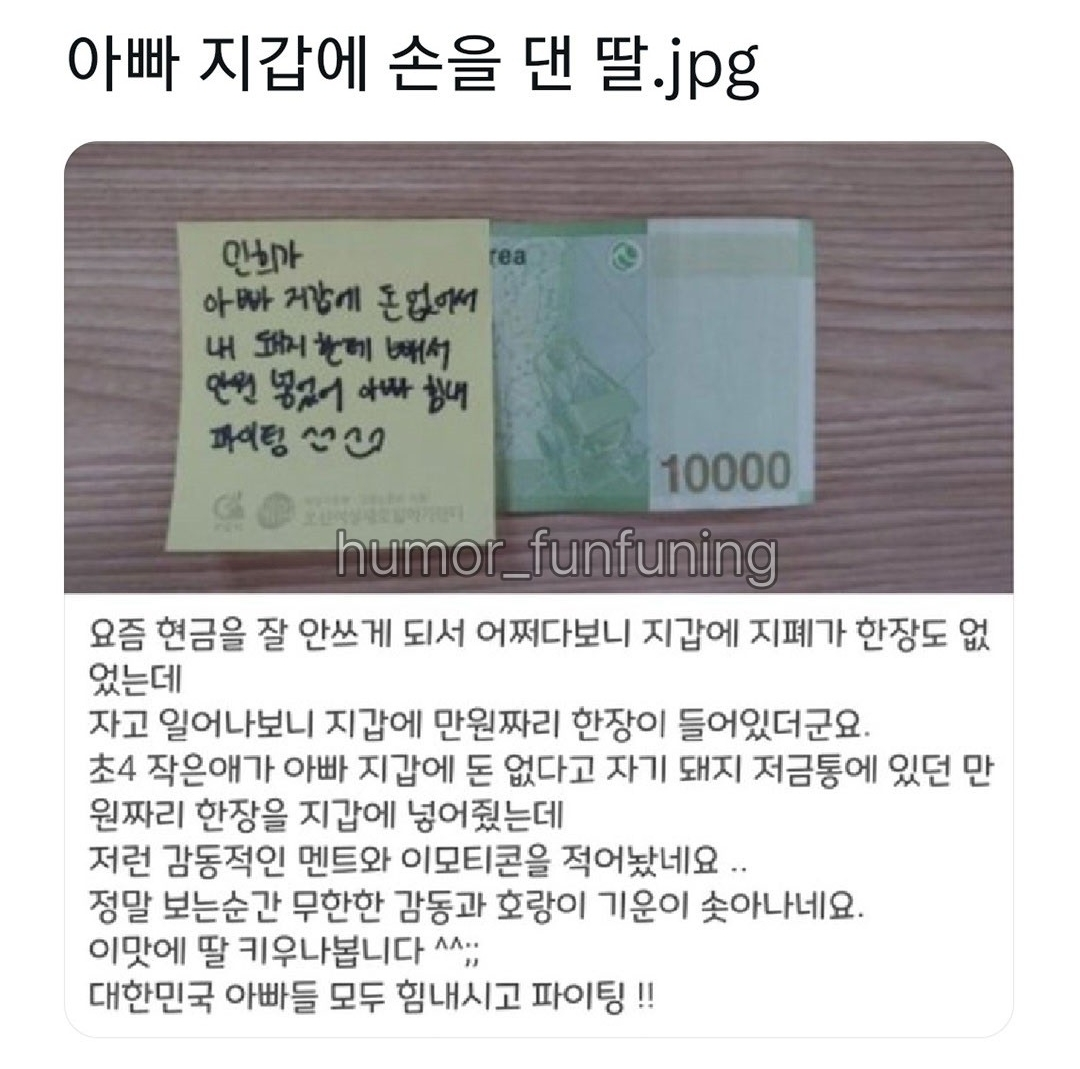 아빠 지갑에 손을 댄 딸.jpg
민희가
아빠 지갑에 돈 없어서
내 돼지한테 빼서
만원 넣었어 아빠 힘내
파이팅 ^^ ^^
rea
10000
humor_funfuning
요즘 현금을 잘 안쓰게 되서 어쩌다보니 지갑에 지폐가 한장도 없
었는데
자고 일어나보니 지갑에 만원짜리 한장이 들어있더군요.
초4 작은애가 아빠 지갑에 돈 없다고 자기 돼지 저금통에 있던 만
원짜리 한장을 지갑에 넣어줬는데
저런 감동적인 멘트와 이모티콘을 적어놨네요 ..
정말 보는순간 무한한 감동과 호랑이 기운이 솟아나네요.
이맛에 딸 키우나봅니다 ^^;;
대한민국 아빠들 모두 힘내시고 파이팅 !!